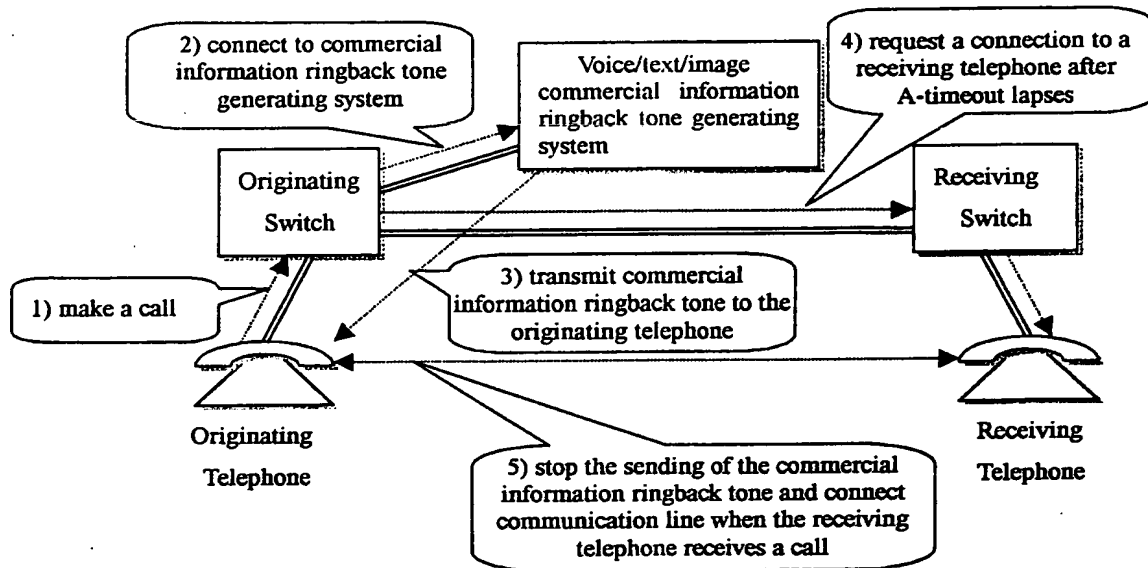 2) connect to commercial
information ringback tone
generating system
Voice/text/image
commercial information
ringback tone generating
system
4) request a connection to a
receiving telephone after
A-timeout lapses
Originating
Switch
Receiving
Switch
1) make a call
3) transmit commercial
information ringback tone to the
originating telephone
Originating
Telephone
Receiving
Telephone
5) stop the sending of the commercial
information ringback tone and connect
communication line when the receiving
telephone receives a call